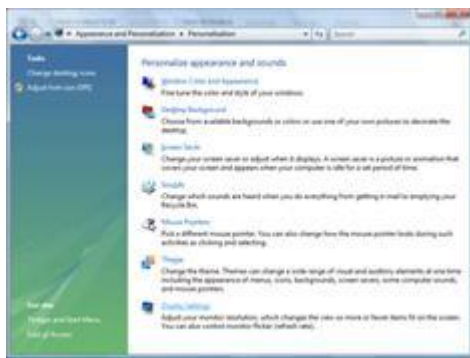 Appearance and Personalization ▸ Personalization
Tasks
Change desktop icons
Adjust font size (DPI)
Personalize appearance and sounds
Window Color and Appearance
Fine tune the color and style of your windows.
Desktop Background
Choose from available backgrounds or colors or use one of your own pictures to decorate the
desktop.
Screen Saver
Change your screen saver or adjust when it displays. A screen saver is a picture or animation that
covers your screen and appears when your computer is idle for a set period of time.
Sounds
Change which sounds are heard when you do everything from getting e-mail to emptying your
Recycle Bin.
Mouse Pointers
Pick a different mouse pointer. You can also change how the mouse pointer looks during such
activities as clicking and selecting.
Theme
Change the theme. Themes can change a wide range of visual and auditory elements at one time
including the appearance of menus, icons, backgrounds, screen savers, some computer sounds,
and mouse pointers.
Display Settings
Adjust your monitor resolution, which changes the view so more or fewer items fit on the screen.
You can also control monitor flicker (refresh rate).
See also
Taskbar and Start Menu
Ease of Access